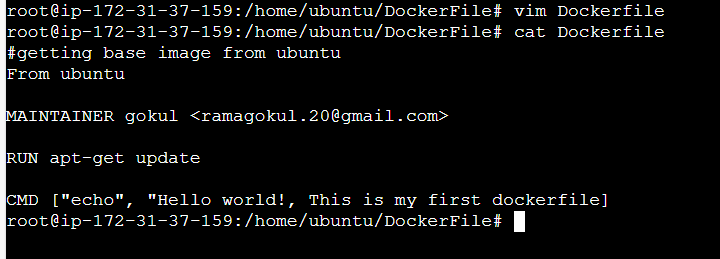 root@ip-172-31-37-159:/home/ubuntu/DockerFile# vim Dockerfile
root@ip-172-31-37-159:/home/ubuntu/DockerFile# cat Dockerfile
#getting base image from ubuntu
From ubuntu
MAINTAINER gokul <ramagokul.20@gmail.com>
RUN apt-get update
CMD ["echo", "Hello world!, This is my first dockerfile]
root@ip-172-31-37-159:/home/ubuntu/DockerFile#